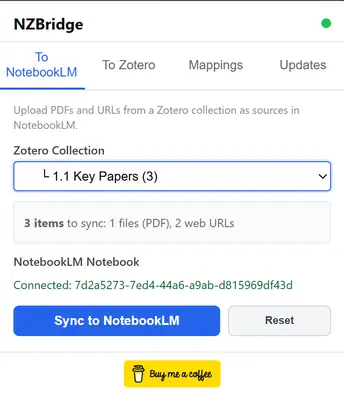 NZBridge
To NotebookLM
To Zotero
Mappings
Updates
Upload PDFs and URLs from a Zotero collection as sources in
NotebookLM.
Zotero Collection
└ 1.1 Key Papers (3)
3 items to sync: 1 files (PDF), 2 web URLs
NotebookLM Notebook
Connected: 7d2a5273-7ed4-44a6-a9ab-d815969df43d
Sync to NotebookLM
Reset
Buy me a coffee